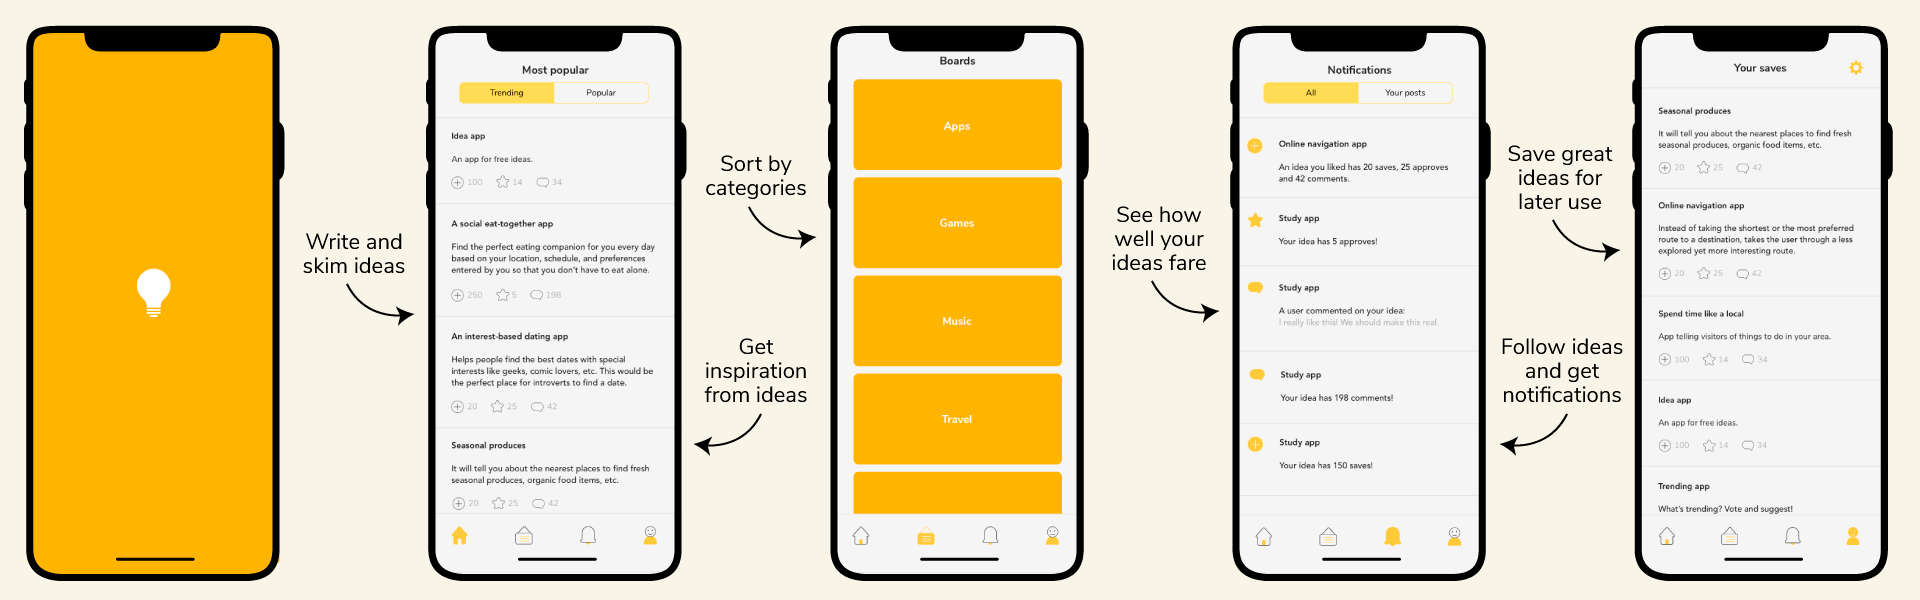 Write and
skim ideas
Most popular
Trending
Popular
Idea app
An app for free ideas.
100 14 34
A social eat-together app
Find the perfect eating companion for you every day
based on your location, schedule, and preferences
entered by you so that you don't have to eat alone.
250 5 198
An interest-based dating app
Helps people find the best dates with special
interests like geeks, comic lovers, etc. This would be
the perfect place for introverts to find a date.
20 25 42
Seasonal produces
It will tell you about the nearest places to find fresh
seasonal produces, organic food items, etc.
20 25 42
Sort by
categories
Get
inspiration
from ideas
Boards
Apps
Games
Music
Travel
See how
well your
ideas fare
Notifications
All
Your posts
Online navigation app
An idea you liked has 20 saves, 25 approves
and 42 comments.
Study app
Your idea has 5 approves!
Study app
A user commented on your idea:
I really like this! We should make this real.
Study app
Your idea has 198 comments!
Study app
Your idea has 150 saves!
Save great
ideas for
later use
Follow ideas
and get
notifications
Your saves
Seasonal produces
It will tell you about the nearest places to find fresh
seasonal produces, organic food items, etc.
20 25 42
Online navigation app
Instead of taking the shortest or the most preferred
route to a destination, takes the user through a less
explored yet more interesting route.
20 25 42
Spend time like a local
App telling visitors of things to do in your area.
100 14 34
Idea app
An app for free ideas.
100 14 34
Trending app
What's trending? Vote and suggest!